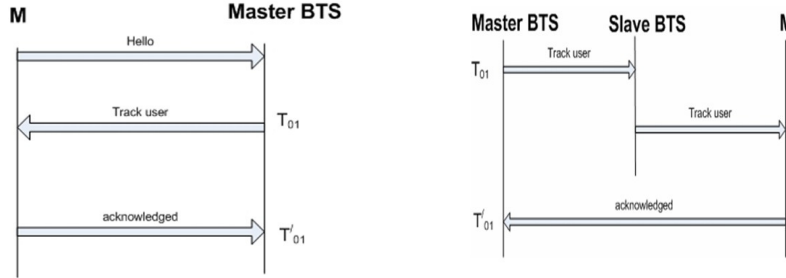 M
Master BTS
Hello
Track user
T01
acknowledged
T/01
Master BTS
Slave BTS
M
Track user
T01
Track user
acknowledged
T/01